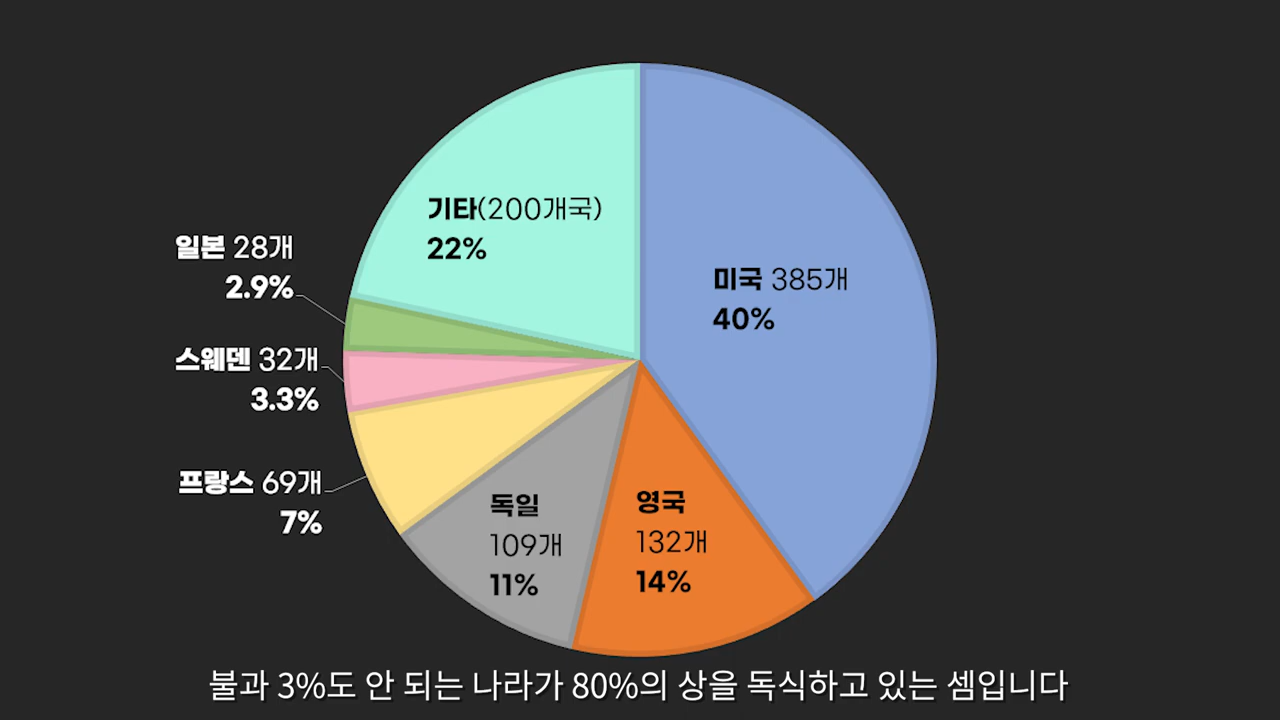 기타(200개국)
22%
미국 385개
40%
일본 28개
2.9%
스웨덴 32개
3.3%
프랑스 69개
7%
독일
109개
11%
영국
132개
14%
불과 3%도 안 되는 나라가 80%의 상을 독식하고 있는 셈입니다